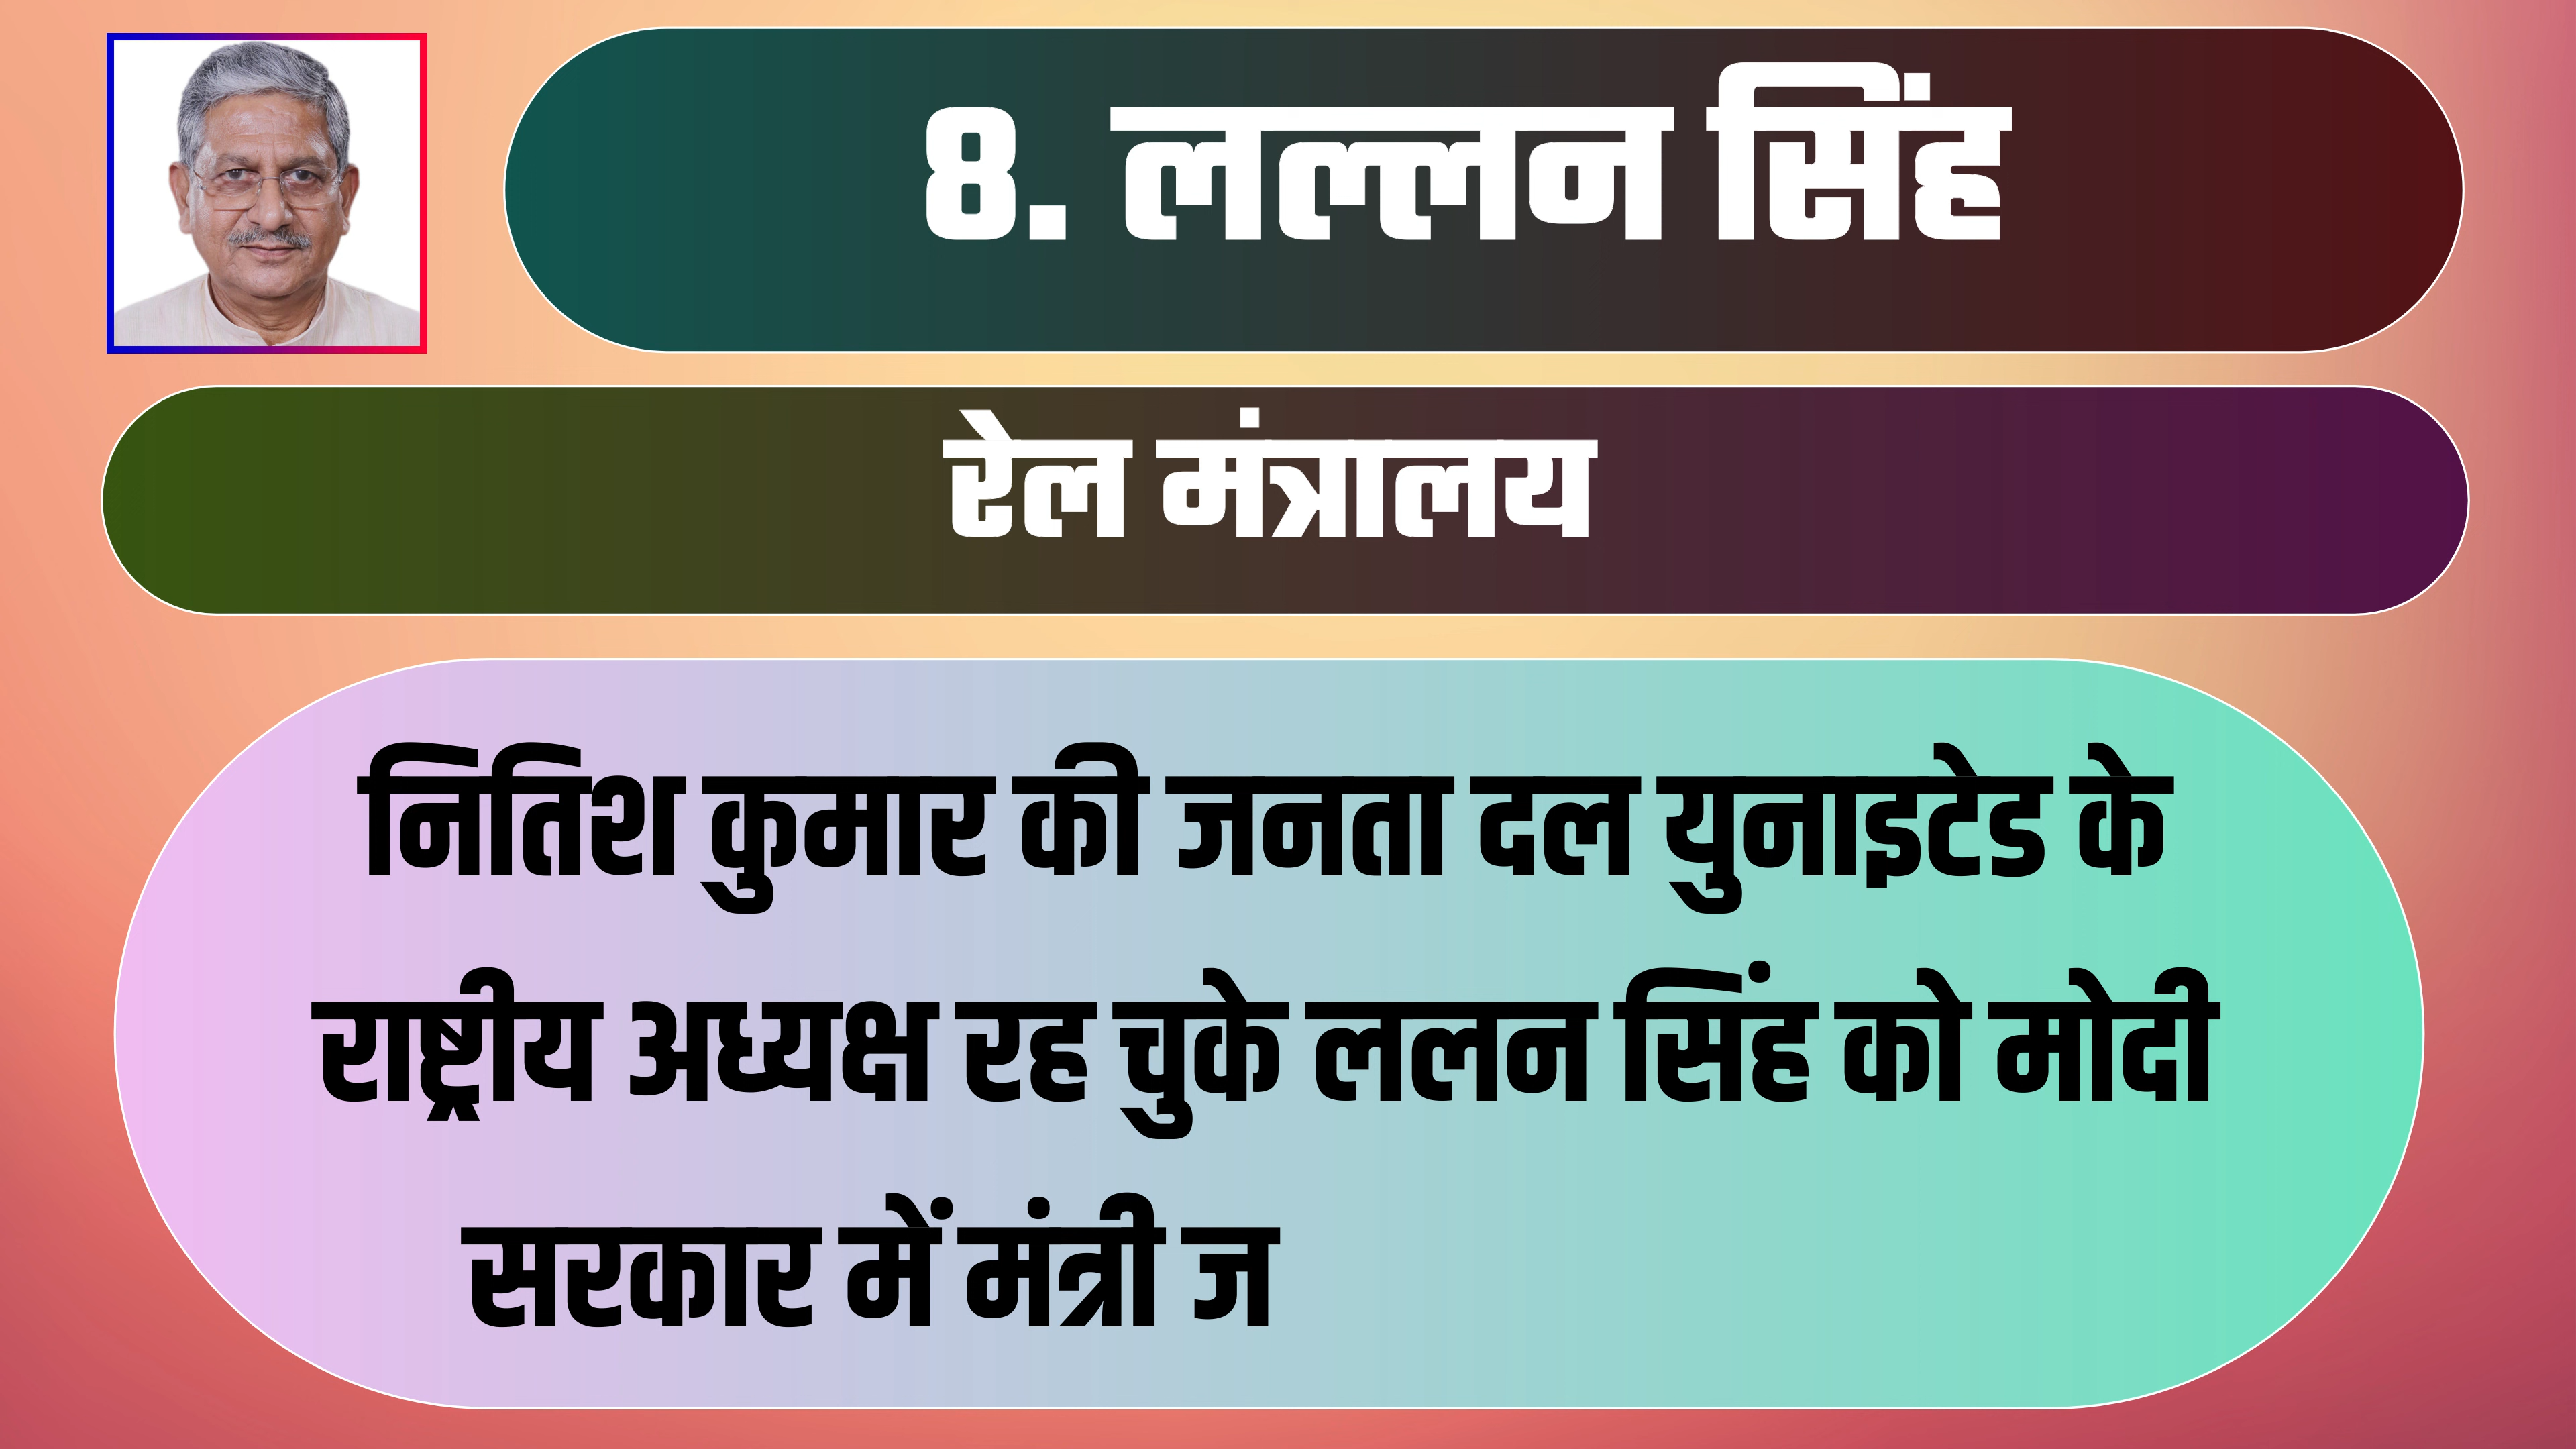 8. लल्लन सिंह
रेल मंत्रालय
नितिश कुमार की जनता दल युनाइटेड के
राष्ट्रीय अध्यक्ष रह चुके ललन सिंह को मोदी
सरकार में मंत्री ज